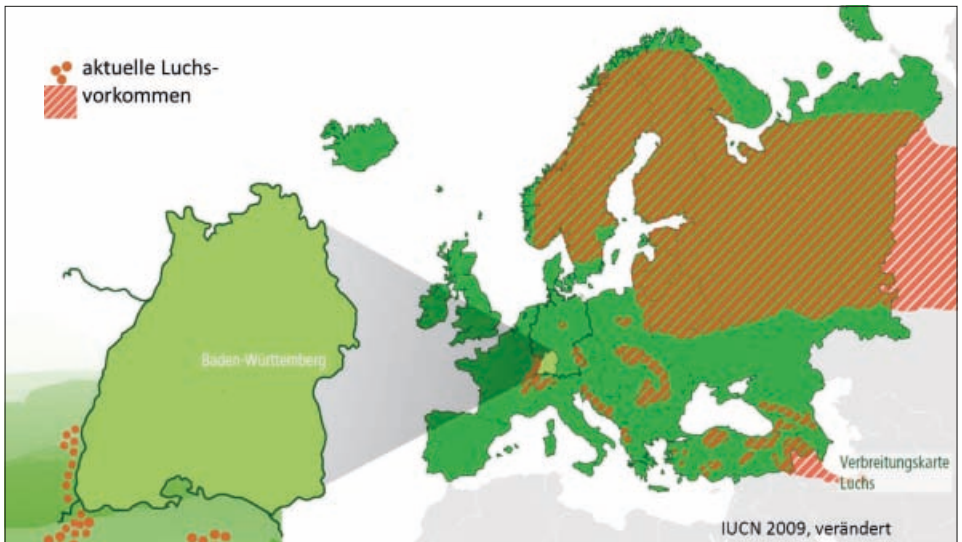 aktuelle Luchs-
vorkommen
Baden-Württemberg
Verbreitungskarte
Luchs
IUCN 2009, verändert